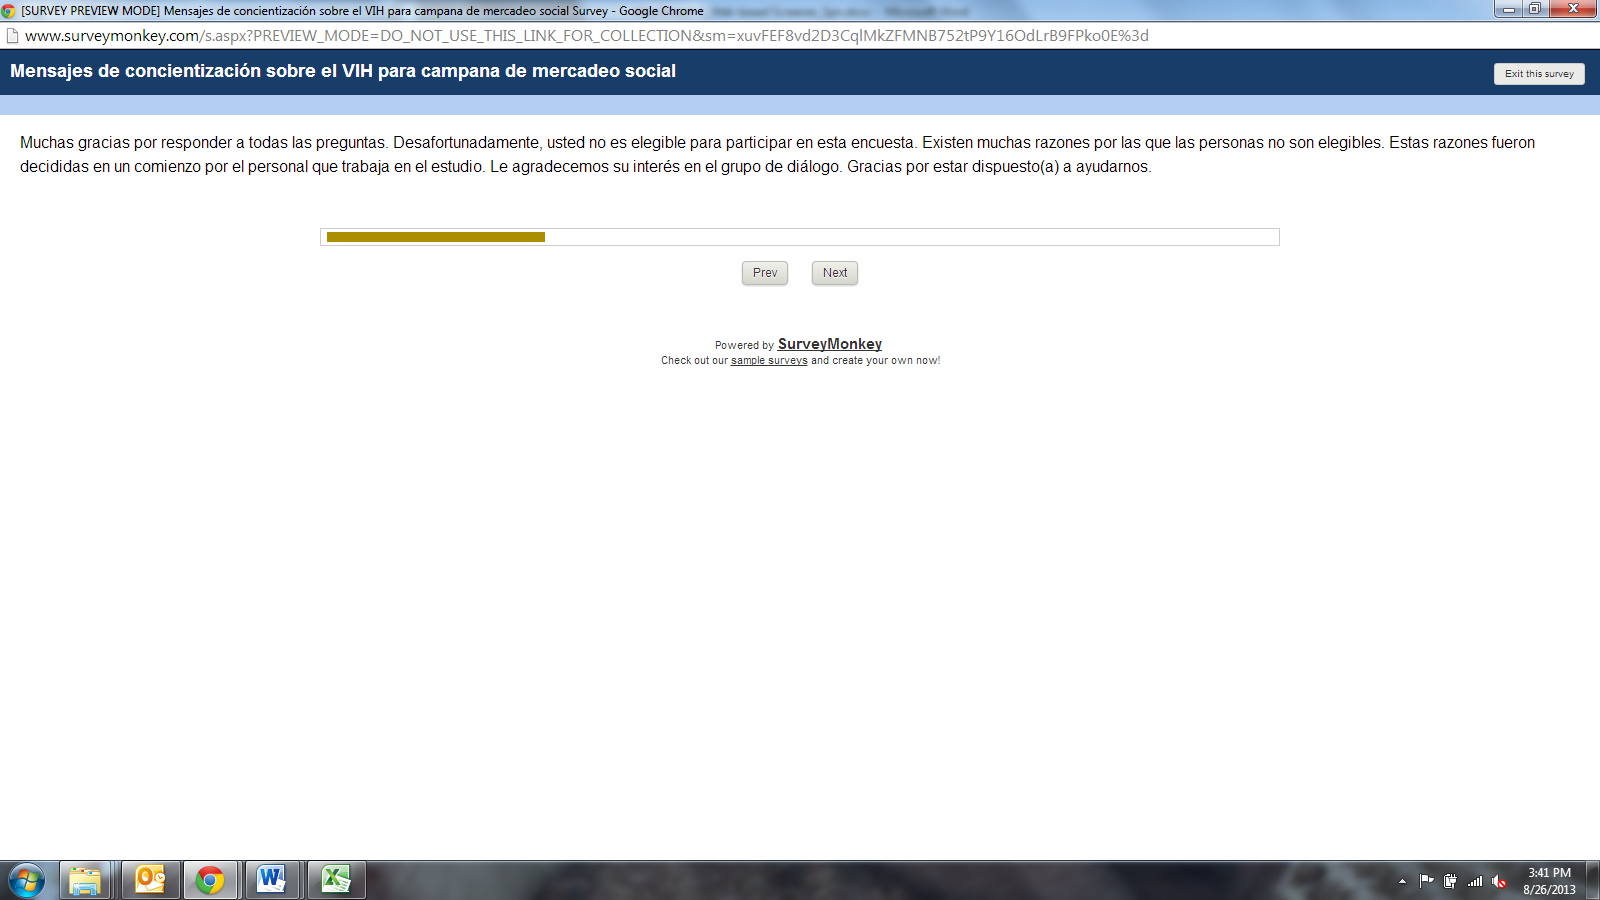 [SURVEY PREVIEW MODE] Mensajes de concientización sobre el VIH para campana de mercadeo social Survey - Google Chrome
www.surveymonkey.com/s.aspx?PREVIEW_MODE=DO_NOT_USE_THIS_LINK_FOR_COLLECTION&sm=xuvFEF8vd2D3CqlMkZFMNB752tP9Y16OdLrB9FPko0E%3d
Mensajes de concientización sobre el VIH para campana de mercadeo social
Exit this survey
Muchas gracias por responder a todas las preguntas. Desafortunadamente, usted no es elegible para participar en esta encuesta. Existen muchas razones por las que las personas no son elegibles. Estas razones fueron
decididas en un comienzo por el personal que trabaja en el estudio. Le agradecemos su interés en el grupo de diálogo. Gracias por estar dispuesto(a) a ayudarnos.
Prev Next
Powered by SurveyMonkey
Check out our sample surveys and create your own now!
3:41 PM
8/26/2013